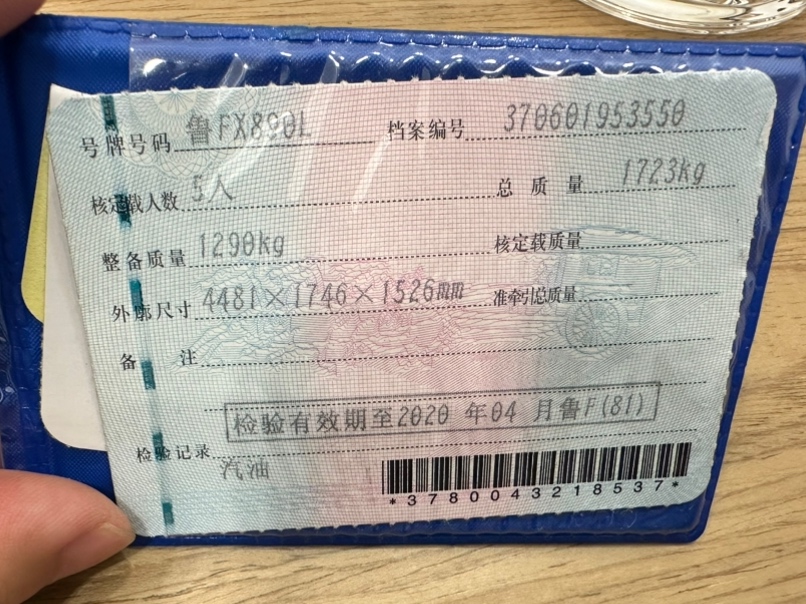 号牌号码 鲁FX890L 档案编号 370601953550
核定载人数 5人 总质量 1723kg
整备质量 1290kg 核定载质量
外廓尺寸 4481×1746×1526mm 准牵引总质量
备注
检验有效期至2020 年04 月鲁F(81)
检验记录
汽油
*3780043218537*